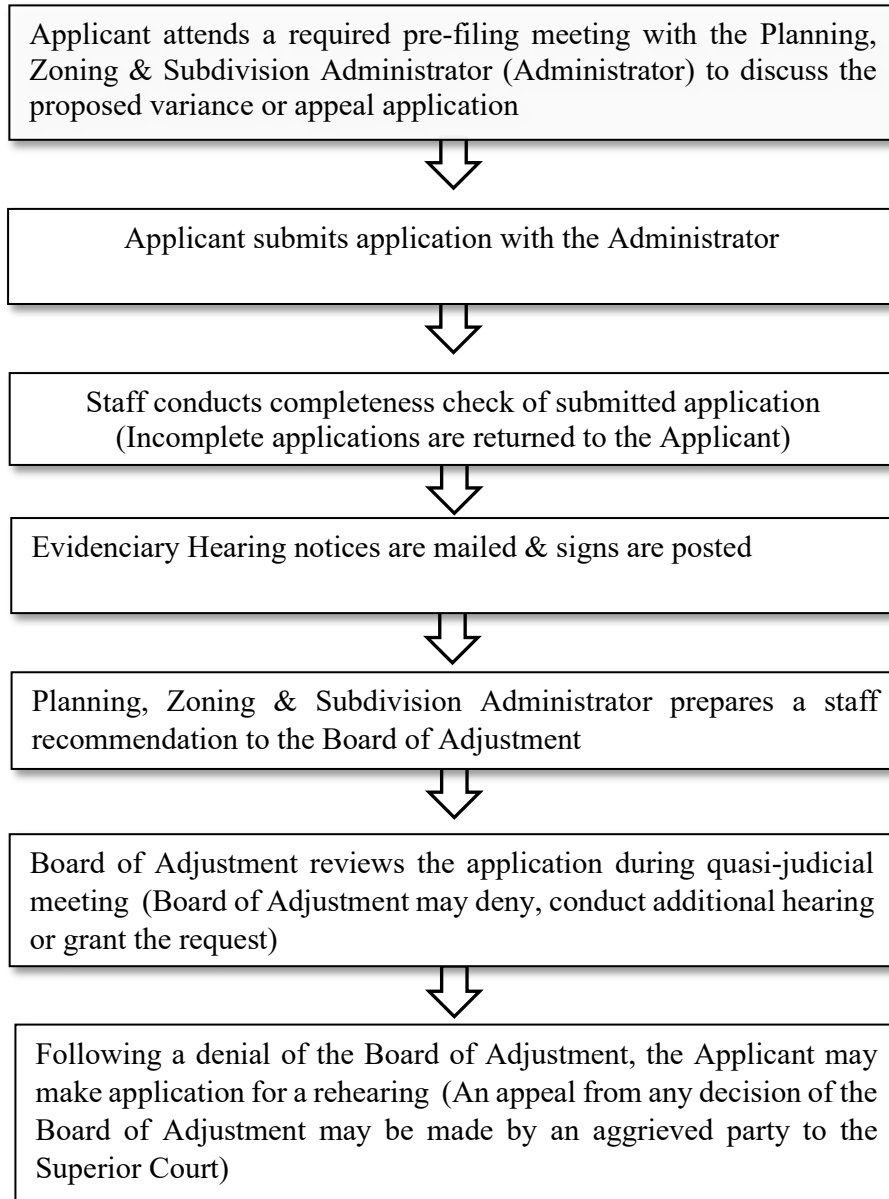 Applicant attends a required pre-filing meeting with the Planning,
Zoning & Subdivision Administrator (Administrator) to discuss the
proposed variance or appeal application
Applicant submits application with the Administrator
Staff conducts completeness check of submitted application
(Incomplete applications are returned to the Applicant)
Evidenciary Hearing notices are mailed & signs are posted
Planning, Zoning & Subdivision Administrator prepares a staff
recommendation to the Board of Adjustment
Board of Adjustment reviews the application during quasi-judicial
meeting (Board of Adjustment may deny, conduct additional hearing
or grant the request)
Following a denial of the Board of Adjustment, the Applicant may
make application for a rehearing (An appeal from any decision of the
Board of Adjustment may be made by an aggrieved party to the
Superior Court)